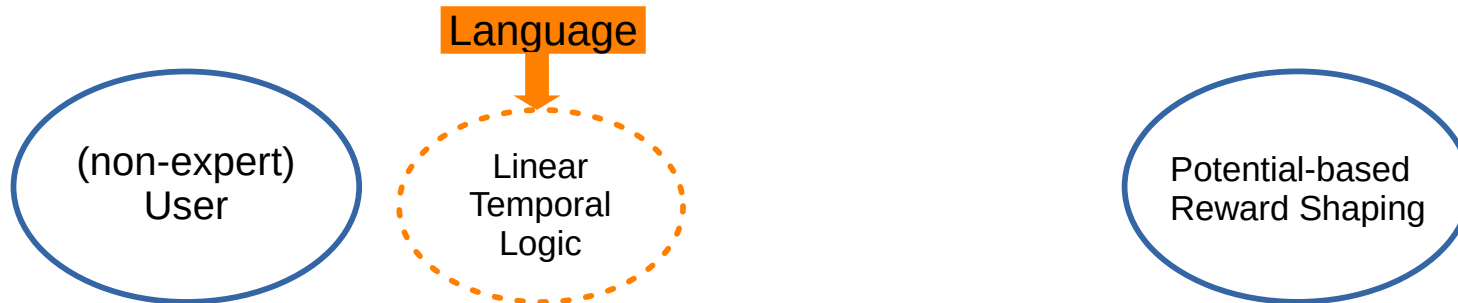 Language
(non-expert)
User
Linear
Temporal
Logic
Potential-based
Reward Shaping